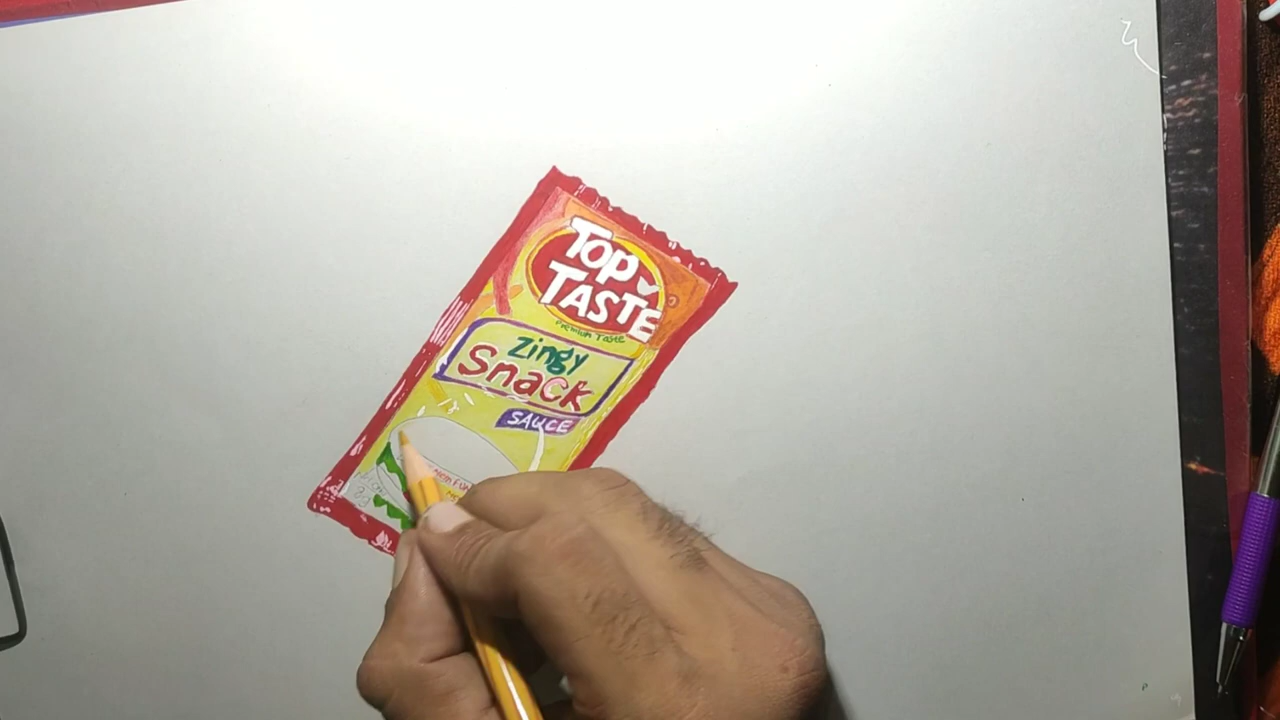 Top
TASTE
Premium Taste
Zingy
Snack
SAUCE